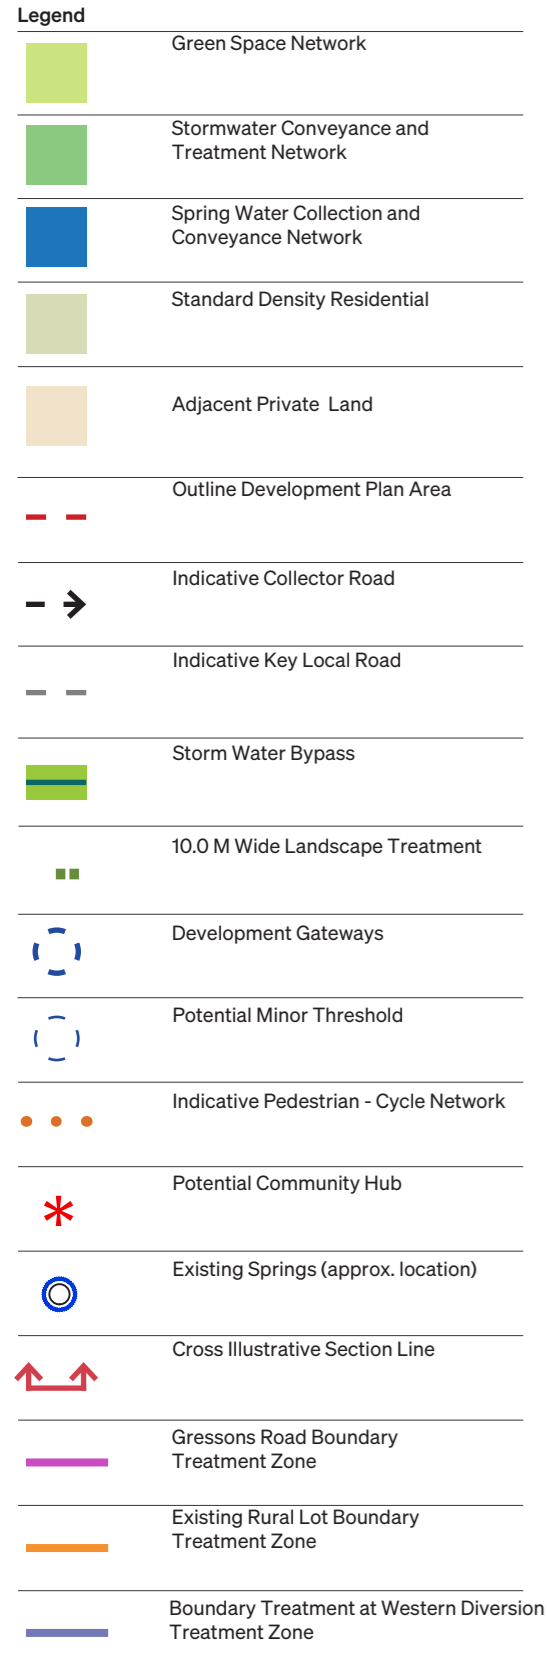 Legend
Green Space Network
Stormwater Conveyance and
Treatment Network
Spring Water Collection and
Conveyance Network
Standard Density Residential
Adjacent Private Land
Outline Development Plan Area
Indicative Collector Road
Indicative Key Local Road
Storm Water Bypass
10.0 M Wide Landscape Treatment
Development Gateways
Potential Minor Threshold
Indicative Pedestrian - Cycle Network
Potential Community Hub
Existing Springs (approx. location)
Cross Illustrative Section Line
Gressons Road Boundary
Treatment Zone
Existing Rural Lot Boundary
Treatment Zone
Boundary Treatment at Western Diversion
Treatment Zone